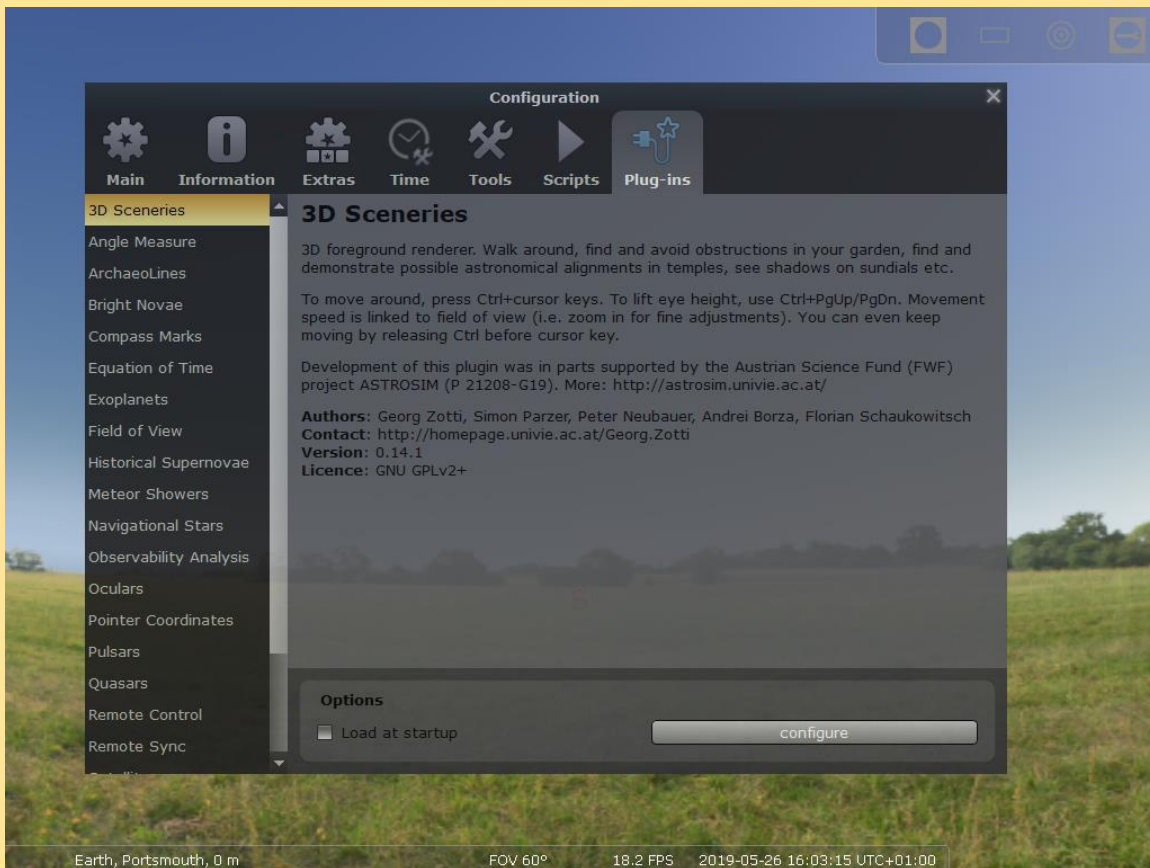 Configuration
Main Information Extras Time Tools Scripts Plug-ins
3D Sceneries
Angle Measure
ArchaeoLines
Bright Novae
Compass Marks
Equation of Time
Exoplanets
Field of View
Historical Supernovae
Meteor Showers
Navigational Stars
Observability Analysis
Oculars
Pointer Coordinates
Pulsars
Quasars
Remote Control
Remote Sync
3D Sceneries
3D foreground renderer. Walk around, find and avoid obstructions in your garden, find and
demonstrate possible astronomical alignments in temples, see shadows on sundials etc.
To move around, press Ctrl+cursor keys. To lift eye height, use Ctrl+PgUp/PgDn. Movement
speed is linked to field of view (i.e. zoom in for fine adjustments). You can even keep
moving by releasing Ctrl before cursor key.
Development of this plugin was in parts supported by the Austrian Science Fund (FWF)
project ASTROSIM (P 21208-G19). More: http://astrosim.univie.ac.at/
Authors: Georg Zotti, Simon Parzer, Peter Neubauer, Andrei Borza, Florian Schaukowitsch
Contact: http://homepage.univie.ac.at/Georg.Zotti
Version: 0.14.1
Licence: GNU GPLv2+
S
Options
Load at startup
configure
Earth, Portsmouth, 0 m FOV 60° 18.2 FPS 2019-05-26 16:03:15 UTC+01:00